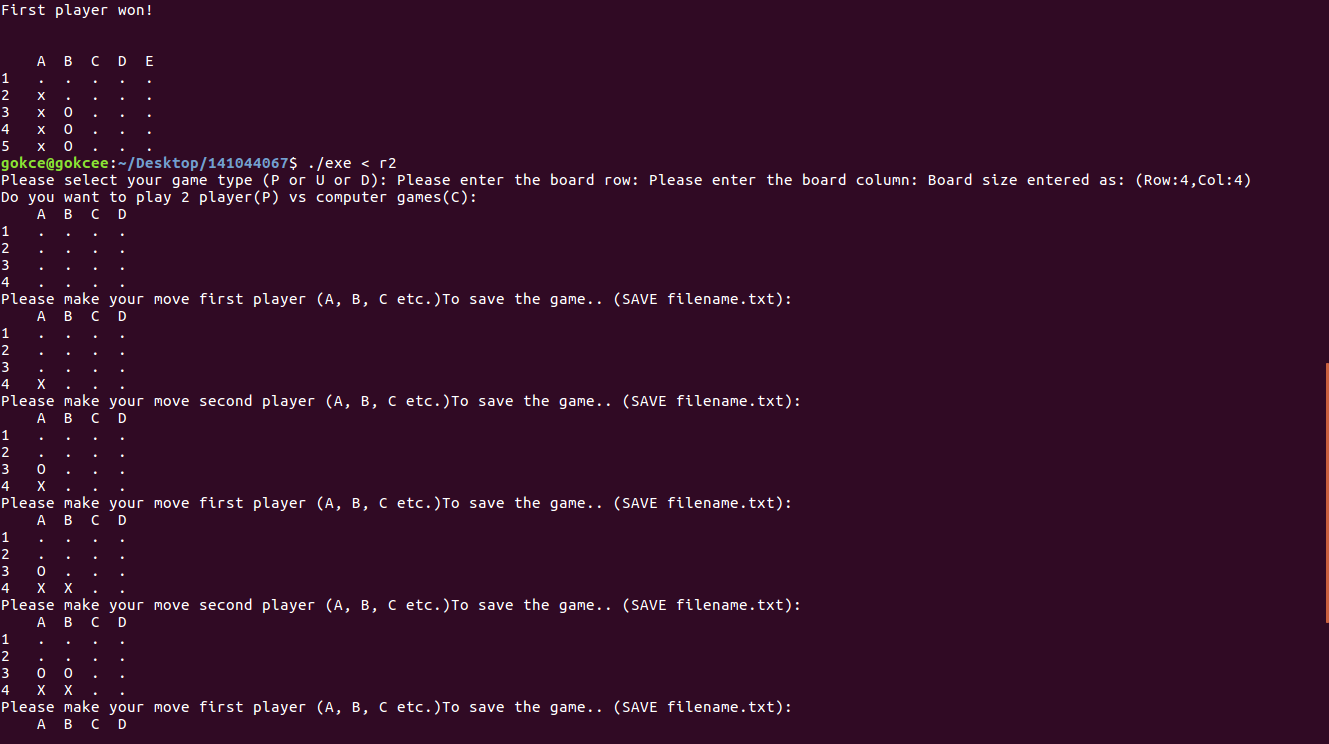 First player won!
    A  B  C  D  E
1   .  .  .  .  .
2   x  .  .  .  .
3   x  O  .  .  .
4   x  O  .  .  .
5   x  O  .  .  .
gokce@gokcee:~/Desktop/141044067$ ./exe < r2
Please select your game type (P or U or D): Please enter the board row: Please enter the board column: Board size entered as: (Row:4,Col:4)
Do you want to play 2 player(P) vs computer games(C):
    A  B  C  D
1   .  .  .  .
2   .  .  .  .
3   .  .  .  .
4   .  .  .  .
Please make your move first player (A, B, C etc.)To save the game.. (SAVE filename.txt):
    A  B  C  D
1   .  .  .  .
2   .  .  .  .
3   .  .  .  .
4   X  .  .  .
Please make your move second player (A, B, C etc.)To save the game.. (SAVE filename.txt):
    A  B  C  D
1   .  .  .  .
2   .  .  .  .
3   O  .  .  .
4   X  .  .  .
Please make your move first player (A, B, C etc.)To save the game.. (SAVE filename.txt):
    A  B  C  D
1   .  .  .  .
2   .  .  .  .
3   O  .  .  .
4   X  X  .  .
Please make your move second player (A, B, C etc.)To save the game.. (SAVE filename.txt):
    A  B  C  D
1   .  .  .  .
2   .  .  .  .
3   O  O  .  .
4   X  X  .  .
Please make your move first player (A, B, C etc.)To save the game.. (SAVE filename.txt):
    A  B  C  D